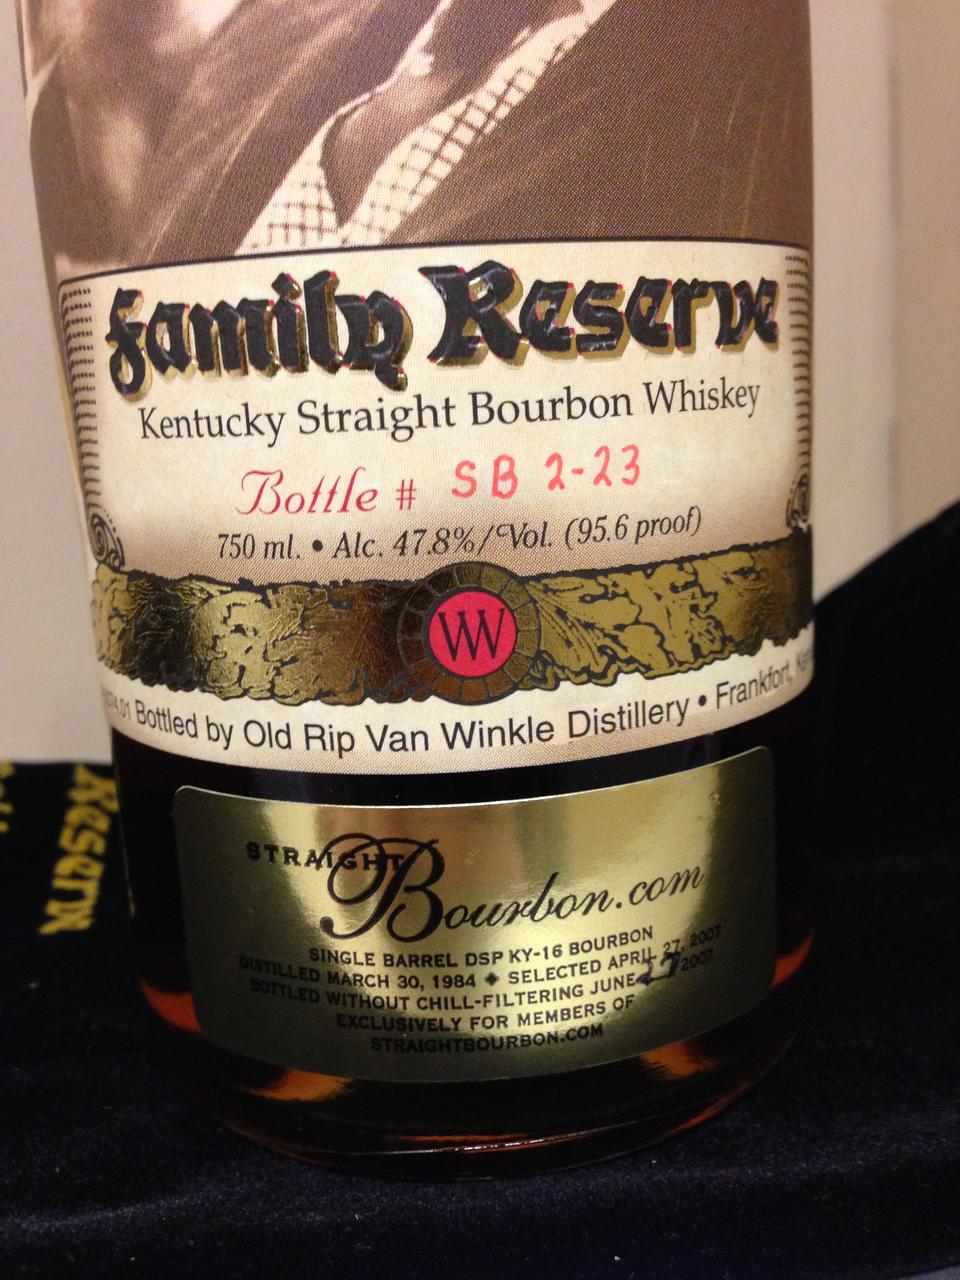 Family Reserve
Kentucky Straight Bourbon Whiskey
Bottle # SB 2-23
750 ml. • Alc. 47.8%/Vol. (95.6 proof)
W
Bottled by Old Rip Van Winkle Distillery • Frankfort,
STRAIGHT
Bourbon.com
SINGLE BARREL DSP KY-16 BOURBON
DISTILLED MARCH 30, 1984 ◆ SELECTED APRIL 27, 2007
BOTTLED WITHOUT CHILL-FILTERING JUNE 27 2007
EXCLUSIVELY FOR MEMBERS OF
STRAIGHTBOURBON.COM
Reserv